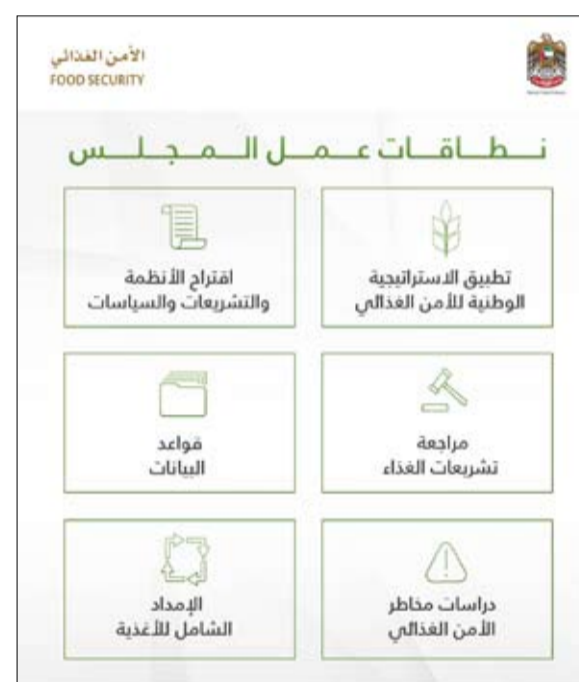 الأمن الغذائي
FOOD SECURITY
نطاقات عمل المجلس
تطبيق الاستراتيجية
الوطنية للأمن الغذائي
اقتراح الأنظمة
والتشريعات والسياسات
مراجعة
تشريعات الغذاء
قواعد
البيانات
دراسات مخاطر
الأمن الغذائي
الإمداد
الشامل للأغذية